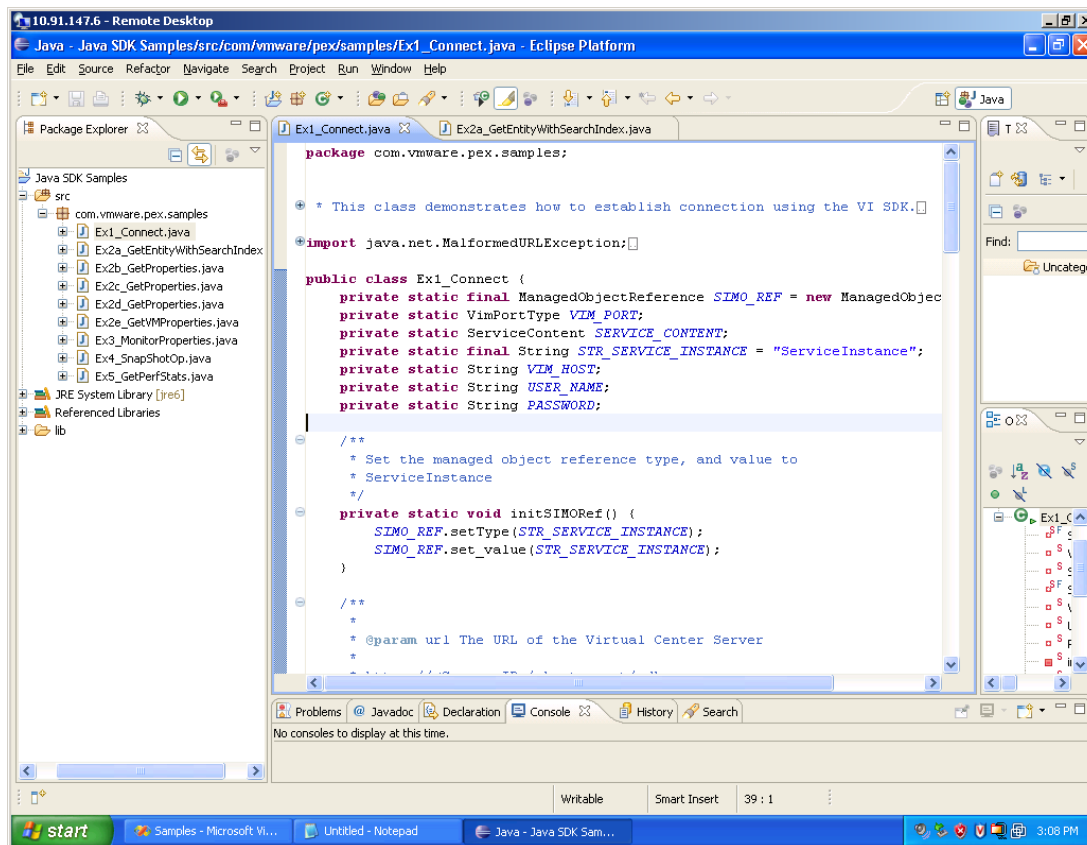 10.91.147.6 - Remote Desktop
Java - Java SDK Samples/src/com/vmware/pex/samples/Ex1_Connect.java - Eclipse Platform
File Edit Source Refactor Navigate Search Project Run Window Help
Java
Package Explorer
Ex1_Connect.java
Ex2a_GetEntityWithSearchIndex.java
T
Java SDK Samples
src
com.vmware.pex.samples
Ex1_Connect.java
Ex2a_GetEntityWithSearchIndex
Ex2b_GetProperties.java
Ex2c_GetProperties.java
Ex2d_GetProperties.java
Ex2e_GetVMProperties.java
Ex3_MonitorProperties.java
Ex4_SnapShotOp.java
Ex5_GetPerfStats.java
JRE System Library [jre6]
Referenced Libraries
lib
package com.vmware.pex.samples;
* This class demonstrates how to establish connection using the VI SDK.
import java.net.MalformedURLException;
public class Ex1_Connect {
private static final ManagedObjectReference SIMO_REF = new ManagedObjec
private static VimPortType VIM_PORT;
private static ServiceContent SERVICE_CONTENT;
private static final String STR_SERVICE_INSTANCE = "ServiceInstance";
private static String VIM_HOST;
private static String USER_NAME;
private static String PASSWORD;
/**
* Set the managed object reference type, and value to
* ServiceInstance
*/
private static void initSIMORef() {
SIMO_REF.setType(STR_SERVICE_INSTANCE);
SIMO_REF.set_value(STR_SERVICE_INSTANCE);
}
/**
*
* @param url The URL of the Virtual Center Server
*
Find:
Uncatego
O
Ex1_C
Problems @ Javadoc Declaration Console History Search
No consoles to display at this time.
Writable Smart Insert 39 : 1
start Samples - Microsoft Vi... Untitled - Notepad Java - Java SDK Sam... 3:08 PM